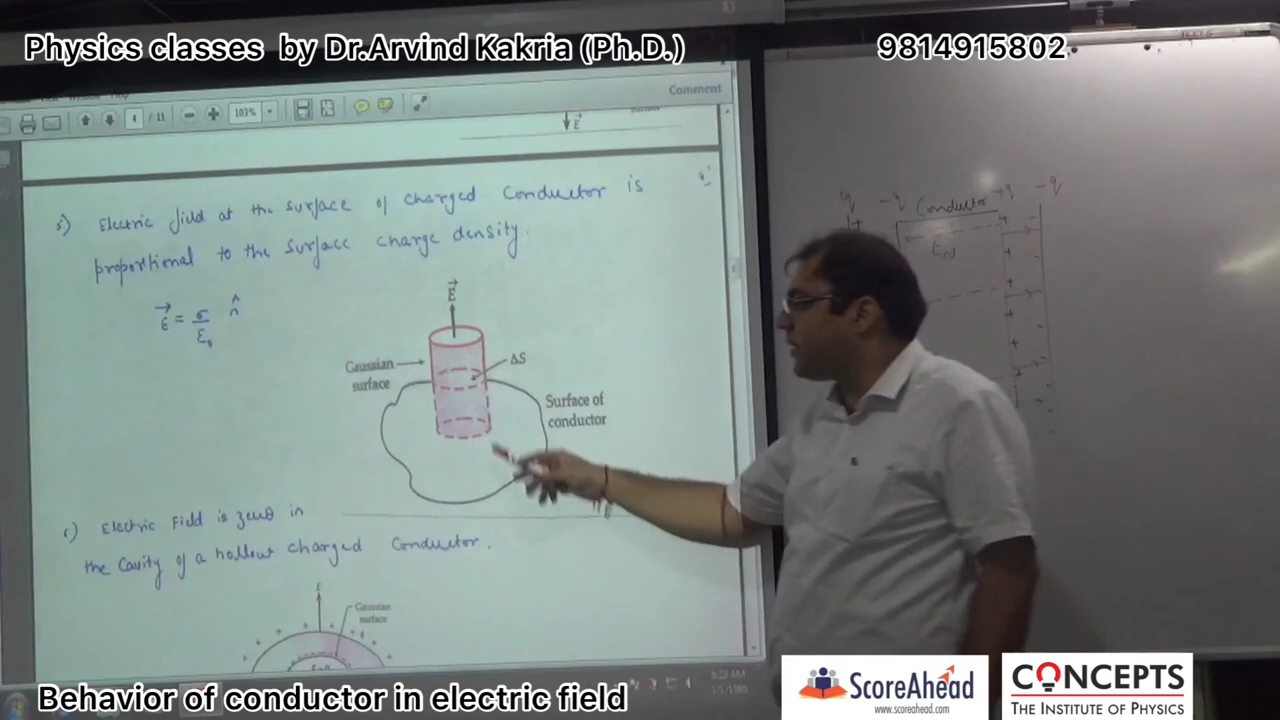 Physics classes by Dr.Arvind Kakria (Ph.D.)
9814915802
Comment
4 / 11
103%
E
5) Electric field at the surface of charged Conductor is
proportional to the surface charge density.
E = σ/ε₀ n̂
E
Gaussian
surface
ΔS
Surface of
conductor
Electric Field is zero in
the Cavity of a hollow charged Conductor.
E
Gaussian
surface
q
-q
Conductor
+q
-q
Behavior of conductor in electric field
ScoreAhead
www.scoreahead.com
CONCEPTS
THE INSTITUTE OF PHYSICS